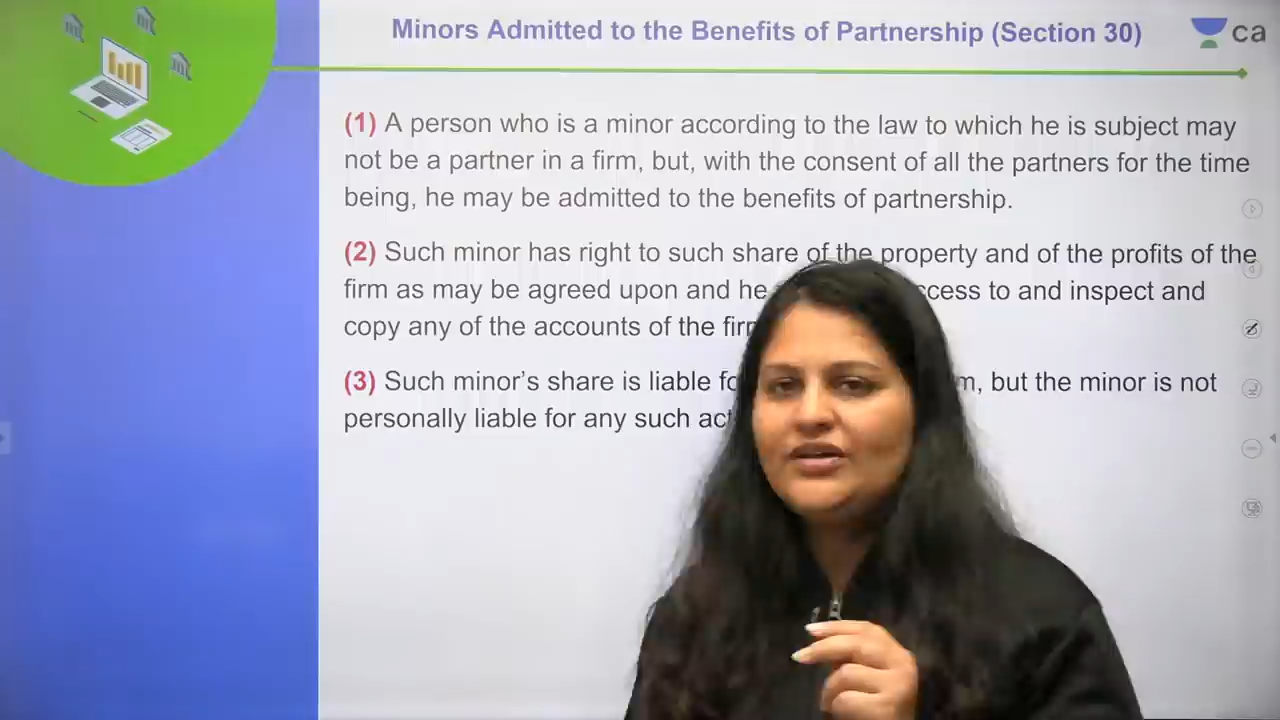 Minors Admitted to the Benefits of Partnership (Section 30)
ca
(1) A person who is a minor according to the law to which he is subject may
not be a partner in a firm, but, with the consent of all the partners for the time
being, he may be admitted to the benefits of partnership.
(2) Such minor has right to such share of the property and of the profits of the
firm as may be agreed upon and he cess to and inspect and
copy any of the accounts of the fir
(3) Such minor's share is liable fo m, but the minor is not
personally liable for any such act